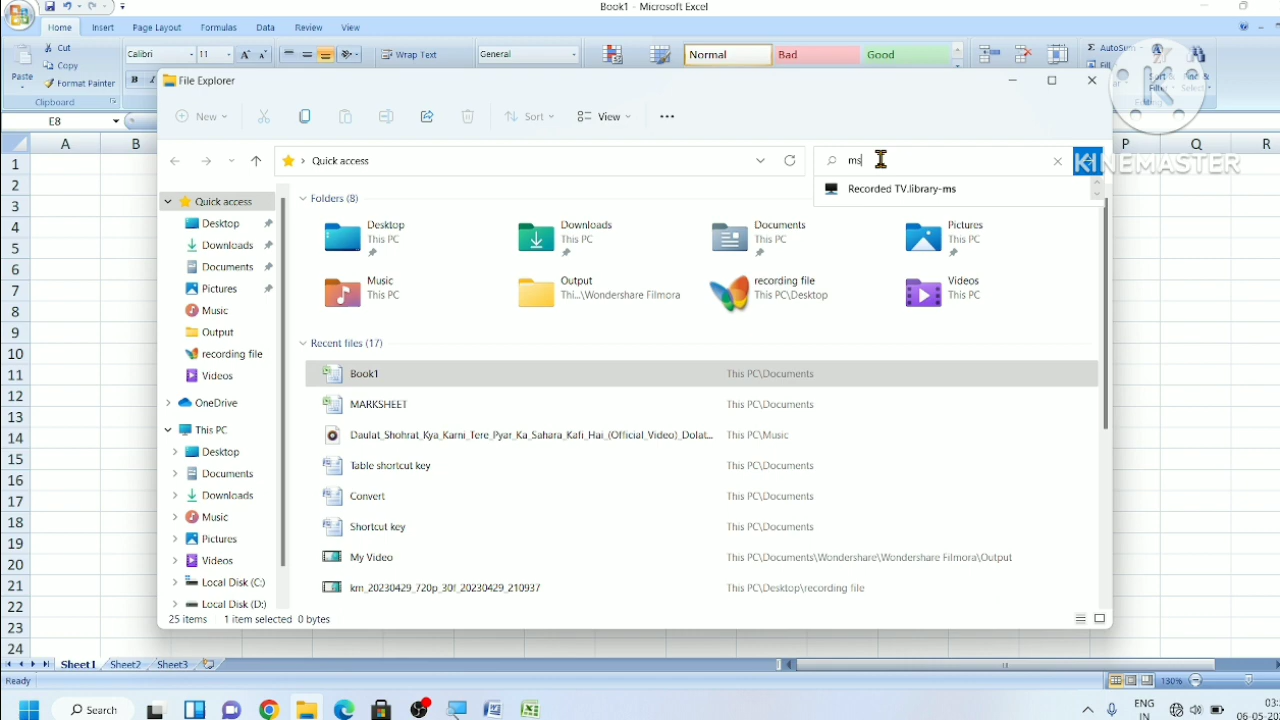 Book1 - Microsoft Excel
Home Insert Page Layout Formulas Data Review View
Cut
Copy
Format Painter
Paste
Clipboard
Calibri 11 A A
B
Wrap Text
General
Normal Bad Good
Σ AutoSum
Fill
E8
A B P Q R
1
2
3
4
5
6
7
8
9
10
11
12
13
14
15
16
17
18
19
20
21
22
23
24
K
KINEMASTER
File Explorer
New Sort View
Quick access
ms
Recorded TV.library-ms
Quick access
Desktop
Downloads
Documents
Pictures
Music
Output
recording file
Videos
OneDrive
This PC
Desktop
Documents
Downloads
Music
Pictures
Videos
Local Disk (C:)
Local Disk (D:)
Folders (8)
Desktop
This PC
Downloads
This PC
Documents
This PC
Pictures
This PC
Music
This PC
Output
Thi...\Wondershare Filmora
recording file
This PC\Desktop
Videos
This PC
Recent files (17)
Book1 This PC\Documents
MARKSHEET This PC\Documents
Daulat_Shohrat_Kya_Karni_Tere_Pyar_Ka_Sahara_Kafi_Hai_(Official_Video)_Dolat... This PC\Music
Table shortcut key This PC\Documents
Convert This PC\Documents
Shortcut key This PC\Documents
My Video This PC\Documents\Wondershare\Wondershare Filmora\Output
km_20230429_720p_30f_20230429_210937 This PC\Desktop\recording file
25 items 1 item selected 0 bytes
Sheet1 Sheet2 Sheet3
Ready 130%
Search
ENG
IN